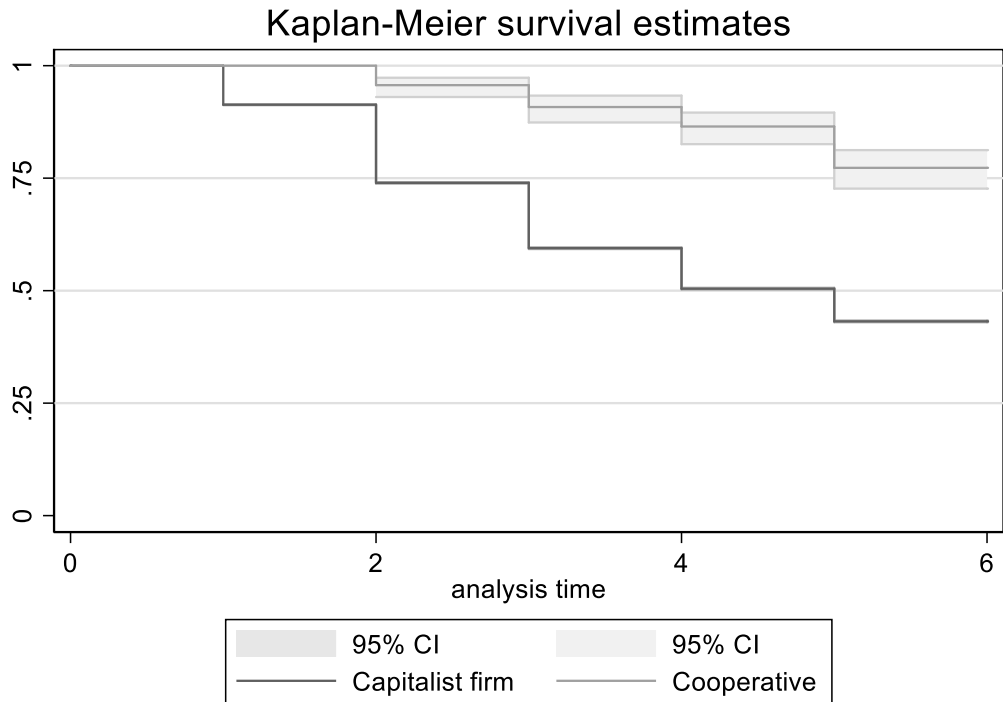 Kaplan-Meier survival estimates
1
.75
.5
.25
0
0 2 4 6
analysis time
95% CI 95% CI
Capitalist firm Cooperative